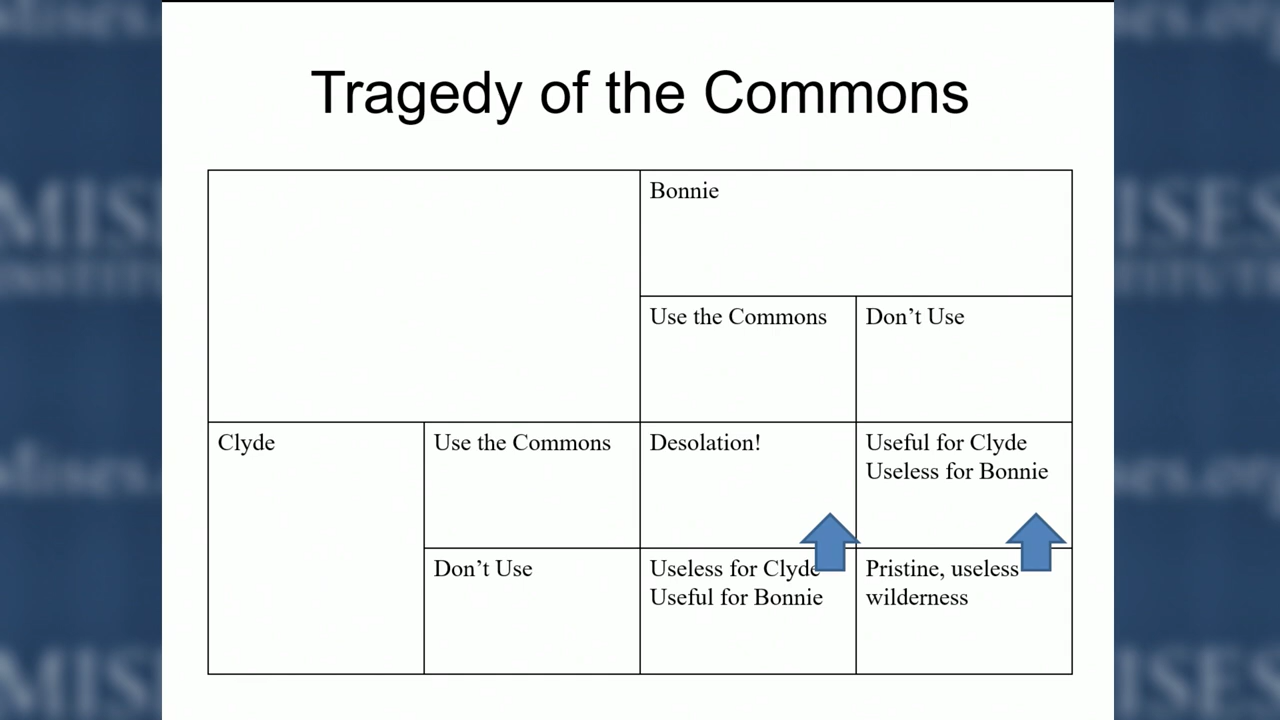 Tragedy of the Commons
Bonnie
Use the Commons
Don’t Use
Clyde
Use the Commons
Desolation!
Useful for Clyde
Useless for Bonnie
Don’t Use
Useless for Clyde
Useful for Bonnie
Pristine, useless
wilderness